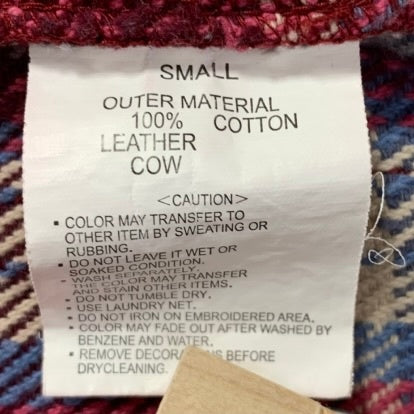 SMALL
OUTER MATERIAL
100% COTTON
LEATHER
COW
<CAUTION>
• COLOR MAY TRANSFER TO
OTHER ITEM BY SWEATING OR
RUBBING.
• DO NOT LEAVE IT WET OR
SOAKED CONDITION.
• WASH SEPARATELY.
THE COLOR MAY TRANSFER
AND STAIN OTHER ITEMS.
• DO NOT TUMBLE DRY.
• USE LAUNDRY NET.
• DO NOT IRON ON EMBROIDERED AREA.
• COLOR MAY FADE OUT AFTER WASHED BY
BENZENE AND WATER.
• REMOVE DECORATIONS BEFORE
DRYCLEANING.